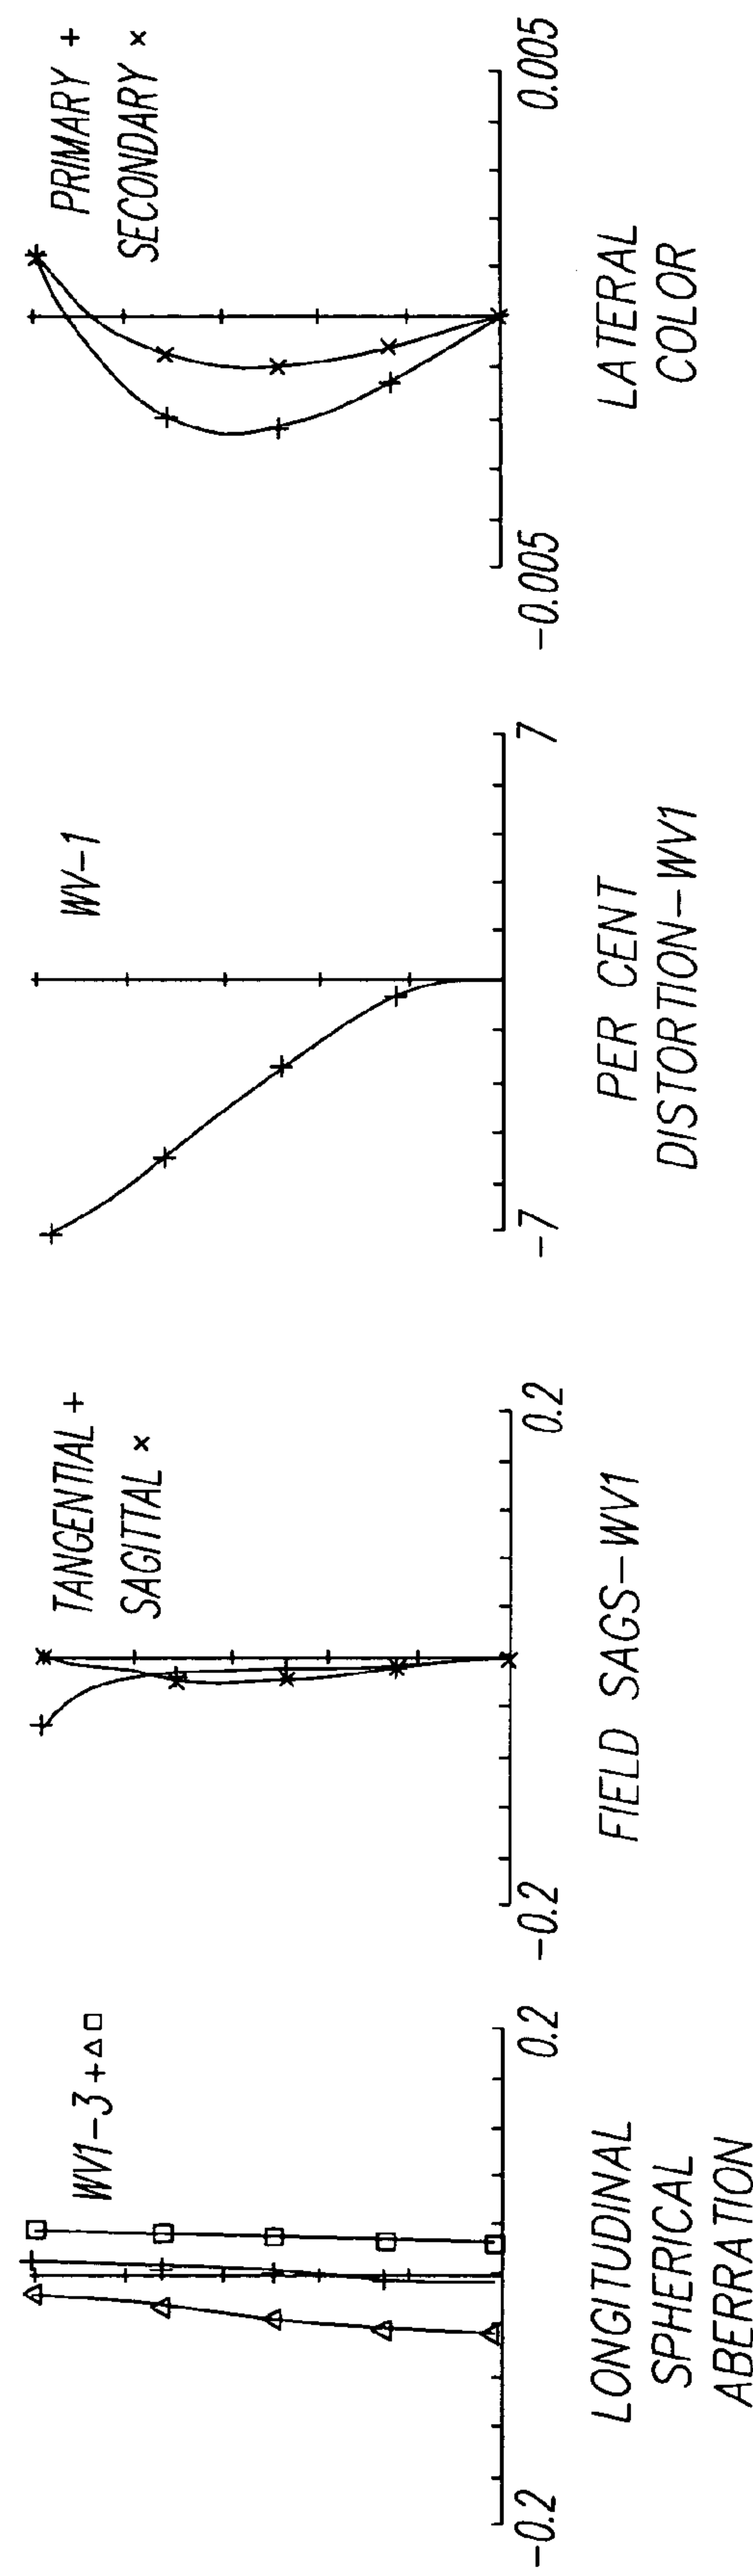 WV1-3 + △ □
-0.2
0.2
LONGITUDINAL
SPHERICAL
ABERRATION
TANGENTIAL +
SAGITTAL ×
-0.2
0.2
FIELD SAGS-WV1
WV-1
-7
7
PER CENT
DISTORTION-WV1
PRIMARY +
SECONDARY ×
-0.005
0.005
LATERAL
COLOR